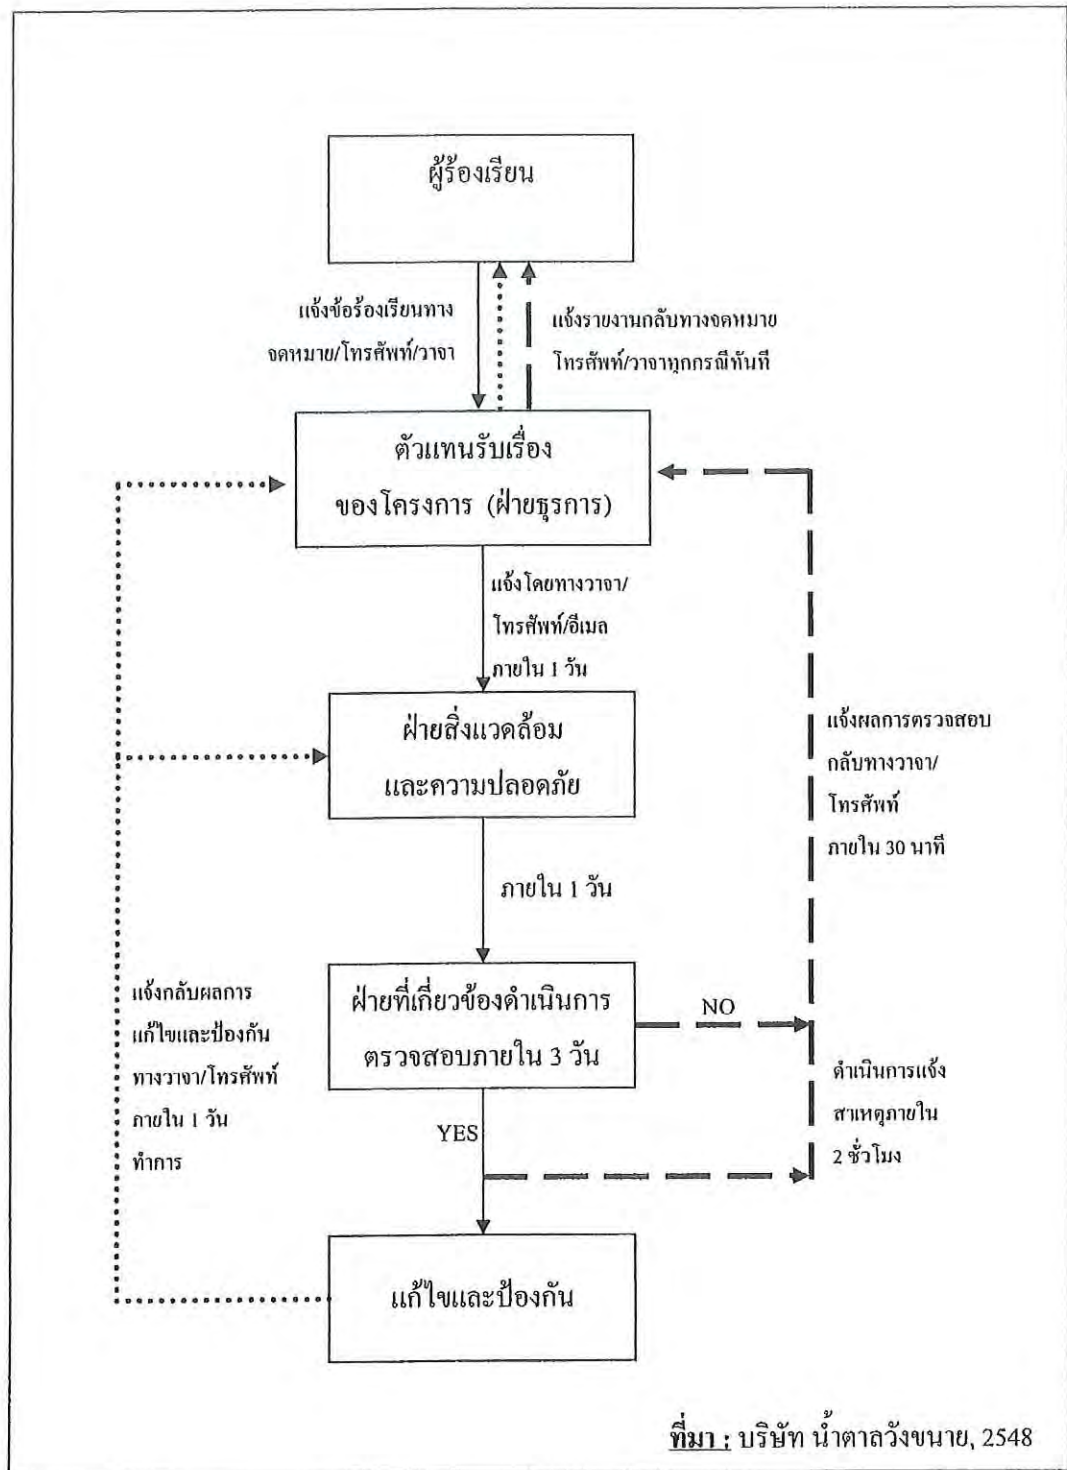 ผู้ร้องเรียน
แจ้งข้อร้องเรียนทาง
จดหมาย/โทรศัพท์/วาจา
แจ้งรายงานกลับทางจดหมาย
โทรศัพท์/วาจาทุกกรณีทันที
ตัวแทนรับเรื่อง
ของโครงการ (ฝ่ายธุรการ)
แจ้งโดยทางวาจา/
โทรศัพท์/อีเมล
ภายใน 1 วัน
ฝ่ายสิ่งแวดล้อม
และความปลอดภัย
แจ้งผลการตรวจสอบ
กลับทางวาจา/
โทรศัพท์
ภายใน 30 นาที
ภายใน 1 วัน
ฝ่ายที่เกี่ยวข้องดำเนินการ
ตรวจสอบภายใน 3 วัน
NO
แจ้งกลับผลการ
แก้ไขและป้องกัน
ทางวาจา/โทรศัพท์
ภายใน 1 วัน
ทำการ
ดำเนินการแจ้ง
สาเหตุภายใน
2 ชั่วโมง
YES
แก้ไขและป้องกัน
ที่มา : บริษัท น้ำตาลวังขนาย, 2548